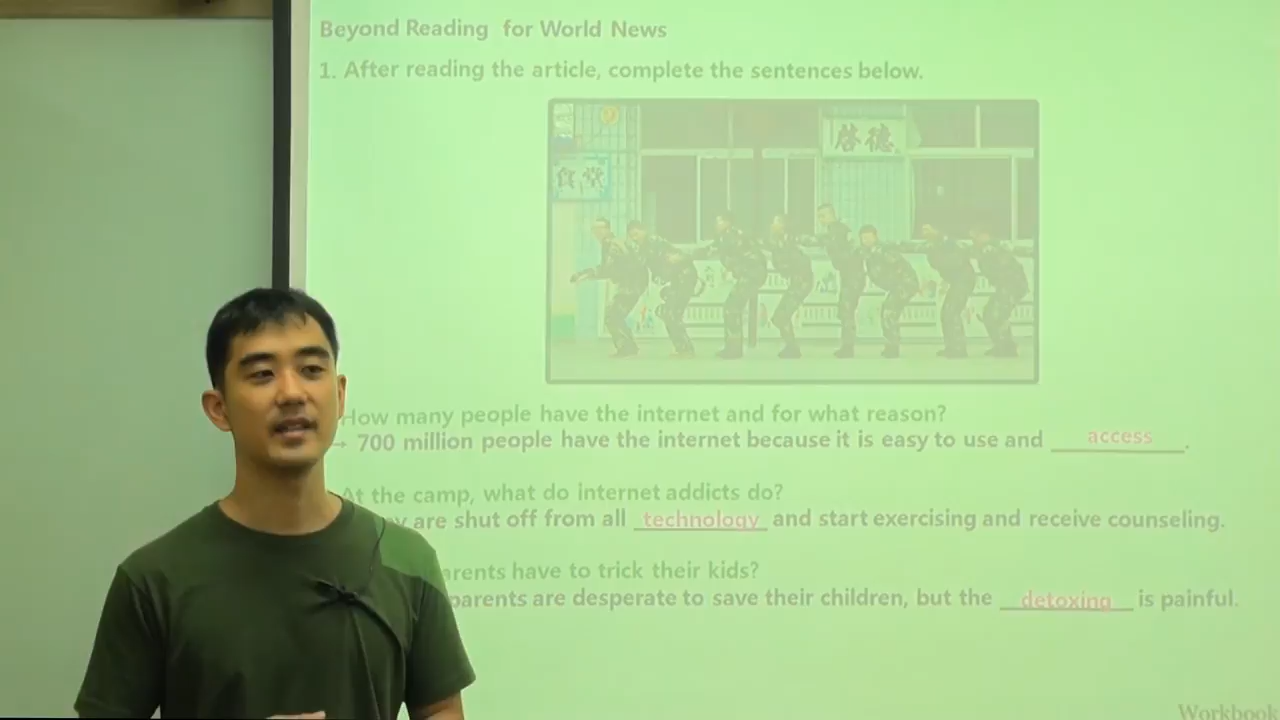 Beyond Reading for World News
1. After reading the article, complete the sentences below.
啓德
食堂
How many people have the internet and for what reason?
→ 700 million people have the internet because it is easy to use and access.
At the camp, what do internet addicts do?
are shut off from all technology and start exercising and receive counseling.
have to trick their kids?
parents are desperate to save their children, but the detoxing is painful.
Workbook